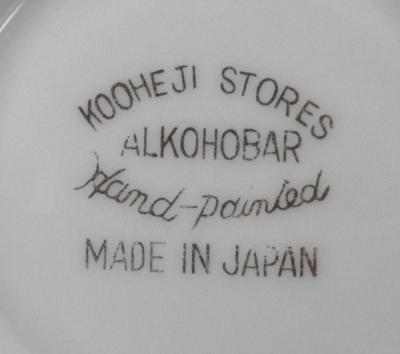 KOOHEJI STORES
ALKOHOBAR
Hand-painted
MADE IN JAPAN